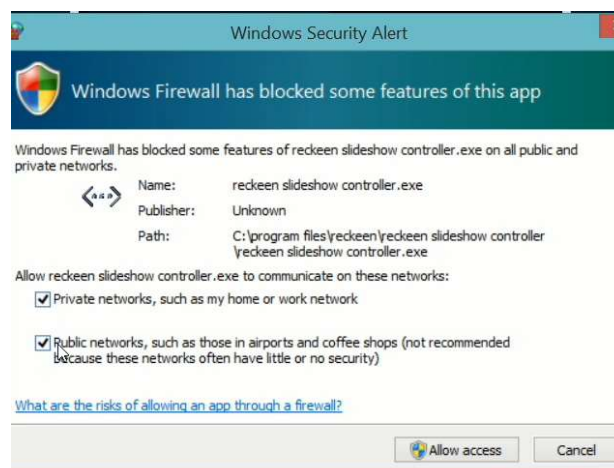 Windows Security Alert
Windows Firewall has blocked some features of this app
Windows Firewall has blocked some features of reckeen slideshow controller.exe on all public and
private networks.
Name: reckeen slideshow controller.exe
Publisher: Unknown
Path: C:\program files\reckeen\reckeen slideshow controller
\reckeen slideshow controller.exe
Allow reckeen slideshow controller.exe to communicate on these networks:
Private networks, such as my home or work network
Public networks, such as those in airports and coffee shops (not recommended
because these networks often have little or no security)
What are the risks of allowing an app through a firewall?
Allow access
Cancel